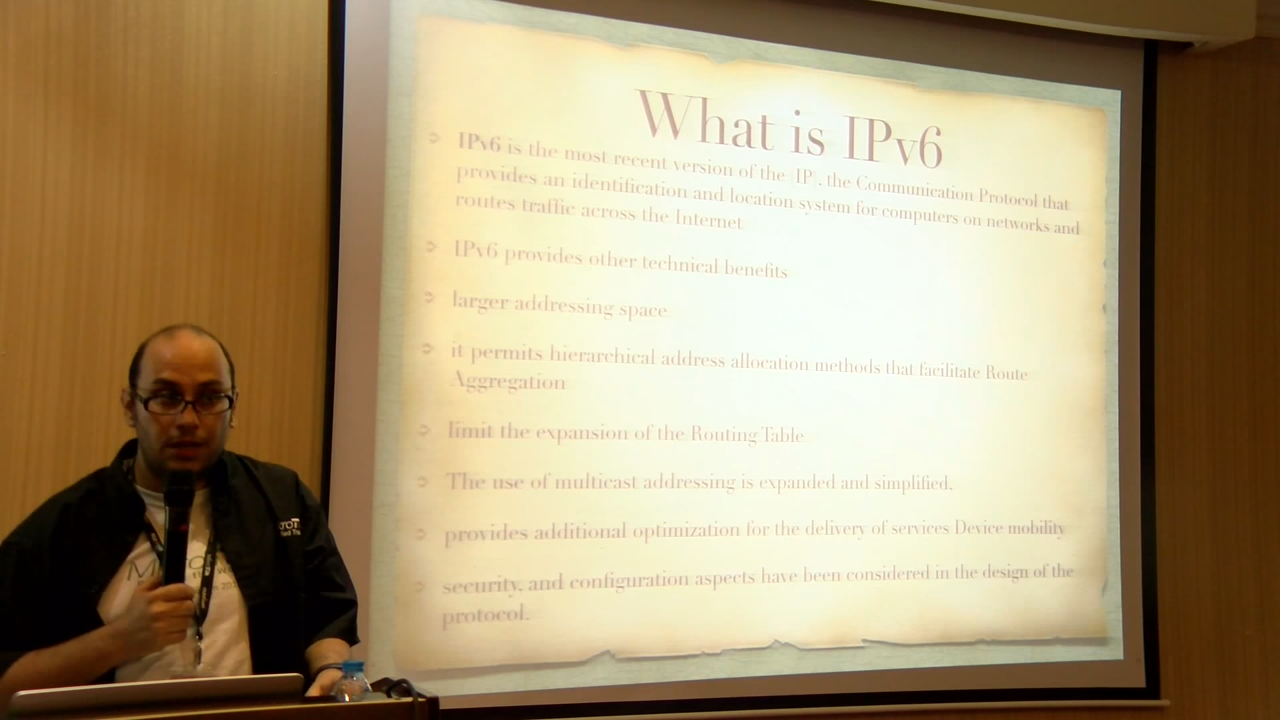 What is IPv6
IPv6 is the most recent version of the IP , the Communication Protocol that
provides an identification and location system for computers on networks and
routes traffic across the Internet
IPv6 provides other technical benefits
larger addressing space
it permits hierarchical address allocation methods that facilitate Route
Aggregation
limit the expansion of the Routing Table
The use of multicast addressing is expanded and simplified,
provides additional optimization for the delivery of services Device mobility
security, and configuration aspects have been considered in the design of the
protocol.